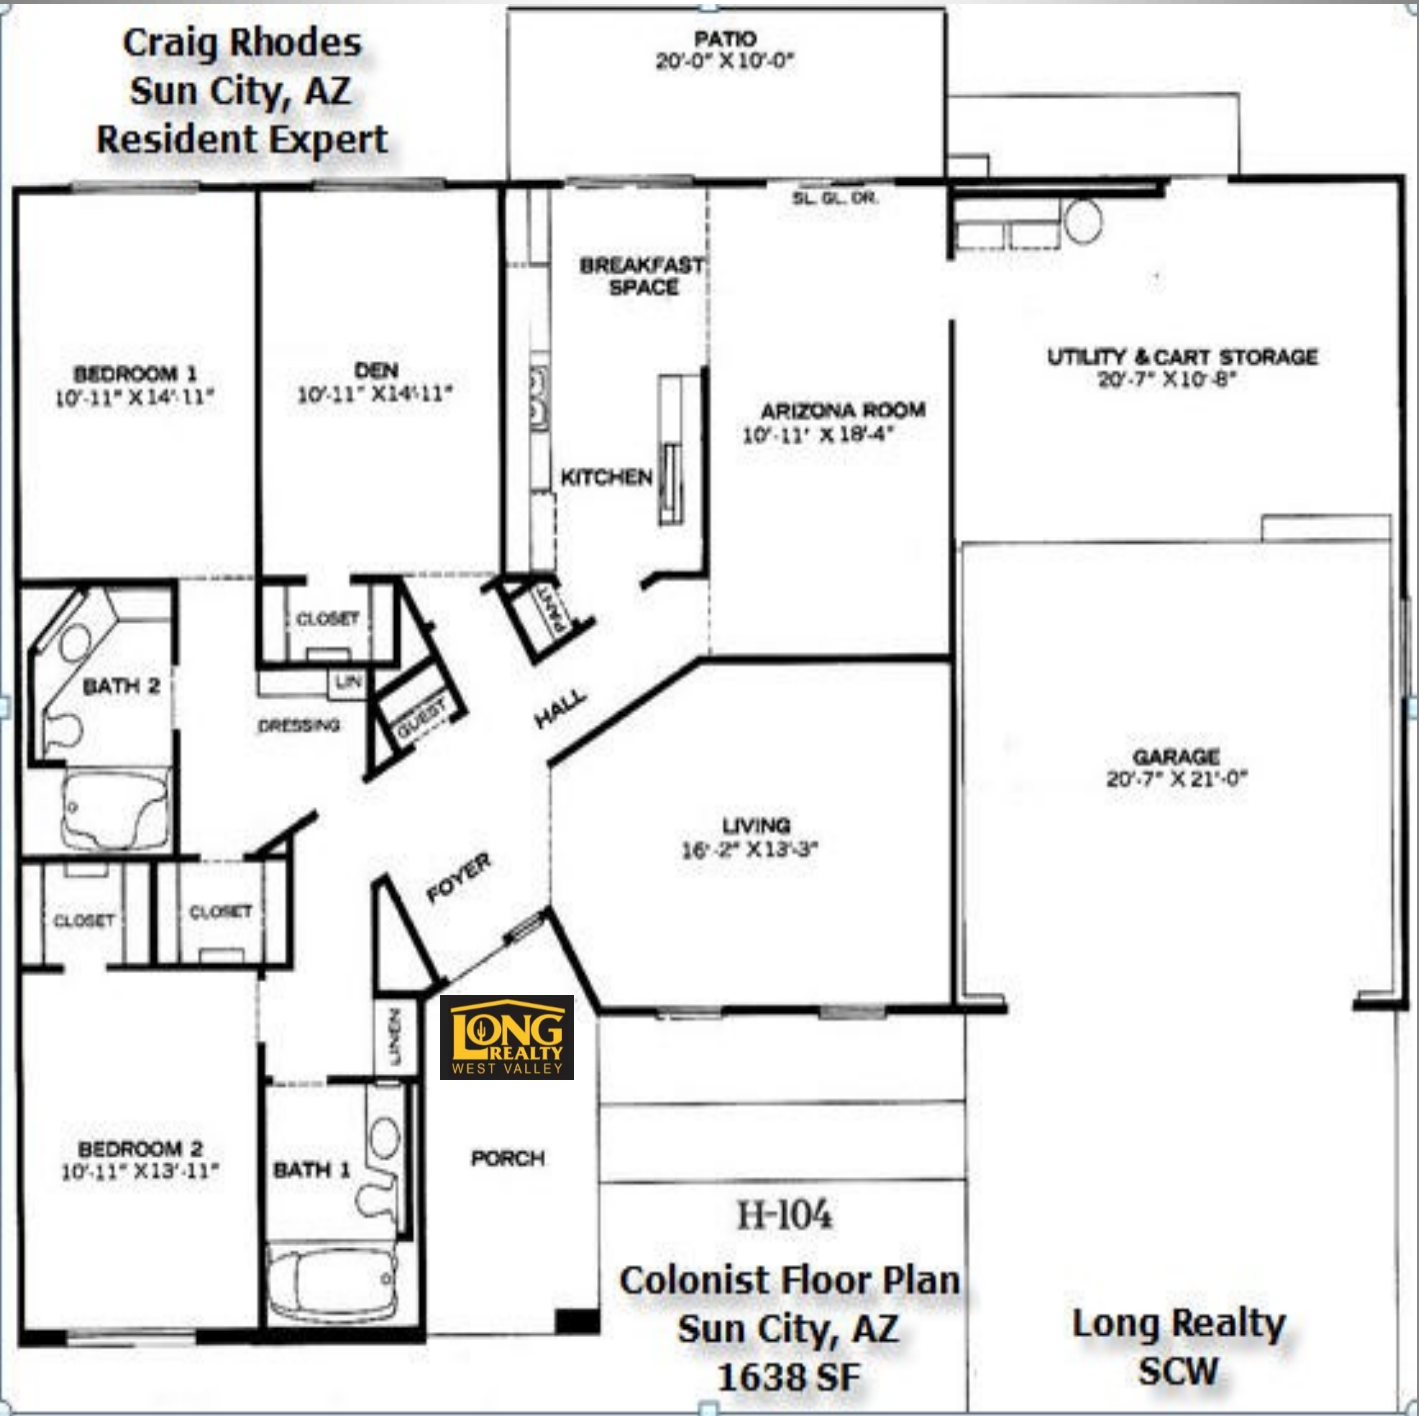 Craig Rhodes
Sun City, AZ
Resident Expert
PATIO
20'-0" X 10'-0"
SL. GL. DR.
BREAKFAST
SPACE
BEDROOM 1
10'-11" X 14'-11"
DEN
10'-11" X 14'-11"
KITCHEN
ARIZONA ROOM
10'-11' X 18'-4"
UTILITY & CART STORAGE
20'-7" X 10'-8"
CLOSET
PANT
BATH 2
LIN
DRESSING
GUEST
HALL
GARAGE
20'-7" X 21'-0"
LIVING
16'-2" X 13'-3"
FOYER
CLOSET
CLOSET
LINEN
LONG
REALTY
WEST VALLEY
BEDROOM 2
10'-11" X 13'-11"
BATH 1
PORCH
H-104
Colonist Floor Plan
Sun City, AZ
1638 SF
Long Realty
SCW